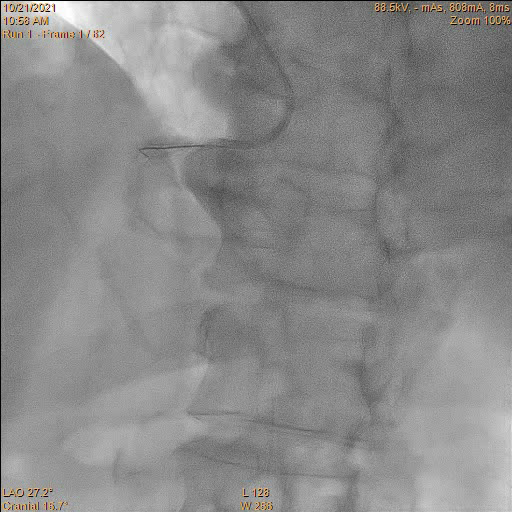 10/21/2021
10:58 AM
Run 1 - Frame 1 / 82
88.5kV, - mAs, 808mA, 8ms
Zoom 100%
LAO 27.2°
Cranial 16.7°
L 128
W 256